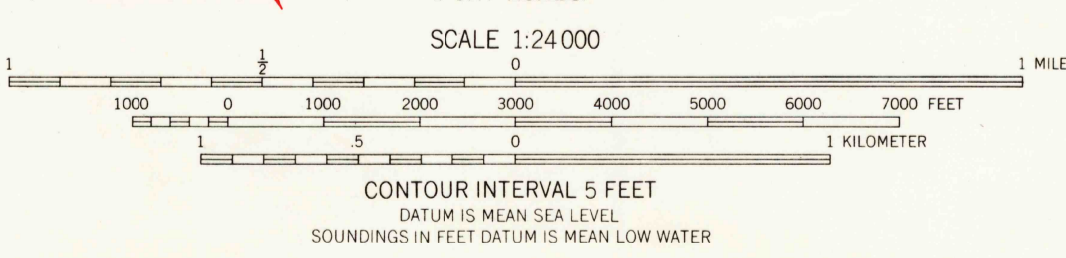 SCALE 1:24 000
1 1/2 0 1 MILE
1000 0 1000 2000 3000 4000 5000 6000 7000 FEET
1 .5 0 1 KILOMETER
CONTOUR INTERVAL 5 FEET
DATUM IS MEAN SEA LEVEL
SOUNDINGS IN FEET DATUM IS MEAN LOW WATER